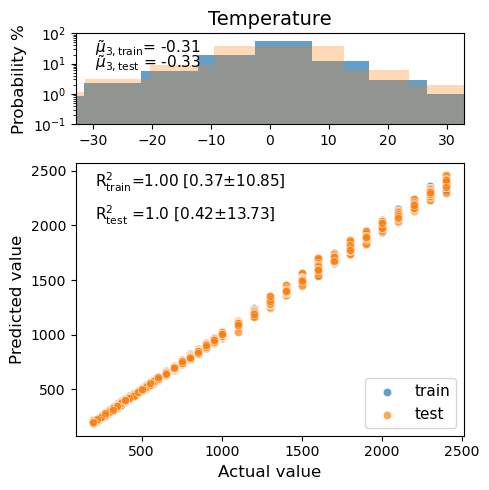 Temperature
Probability %
10²
10¹
10⁰
10⁻¹
μ̃₃,train= -0.31
μ̃₃,test = -0.33
−30 −20 −10 0 10 20 30
Predicted value
2500
2000
1500
1000
500
R²train=1.00 [0.37±10.85]
R²test =1.0 [0.42±13.73]
train
test
500 1000 1500 2000 2500
Actual value